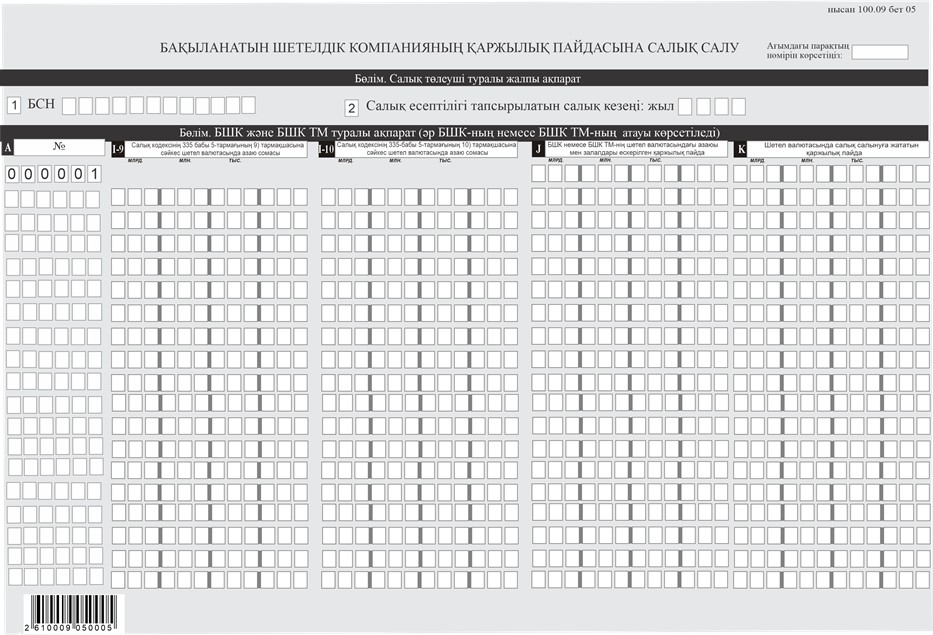 нысан 100.09 бет 05
БАҚЫЛАНАТЫН ШЕТЕЛДІК КОМПАНИЯНЫҢ ҚАРЖЫЛЫҚ ПАЙДАСЫНА САЛЫҚ САЛУ
Ағымдағы парақтың
нөмірін көрсетіңіз:
Бөлім. Салық төлеуші туралы жалпы ақпарат
1 БСН
2 Салық есептілігі тапсырылатын салық кезеңі: жыл
Бөлім. БШК және БШК ТМ туралы ақпарат (әр БШК-ның немесе БШК ТМ-ның атауы көрсетіледі)
A №
I-9 Салық кодексінің 335 бабы 5-тармағының 9) тармақшасына
сәйкес шетел валютасында азаю сомасы
МЛРД. МЛН. ТЫС.
I-10 Салық кодексінің 335-бабы 5-тармағының 10) тармақшасына
сәйкес шетел валютасында азаю сомасы
МЛРД. МЛН. ТЫС.
J БШК немесе БШК ТМ-нің шетел валютасындағы азаюы
мен залалдары ескерілген қаржылық пайда
МЛРД. МЛН. ТЫС.
K Шетел валютасында салық салынуға жататын
қаржылық пайда
МЛРД. МЛН. ТЫС.
000001
2 610009 050005